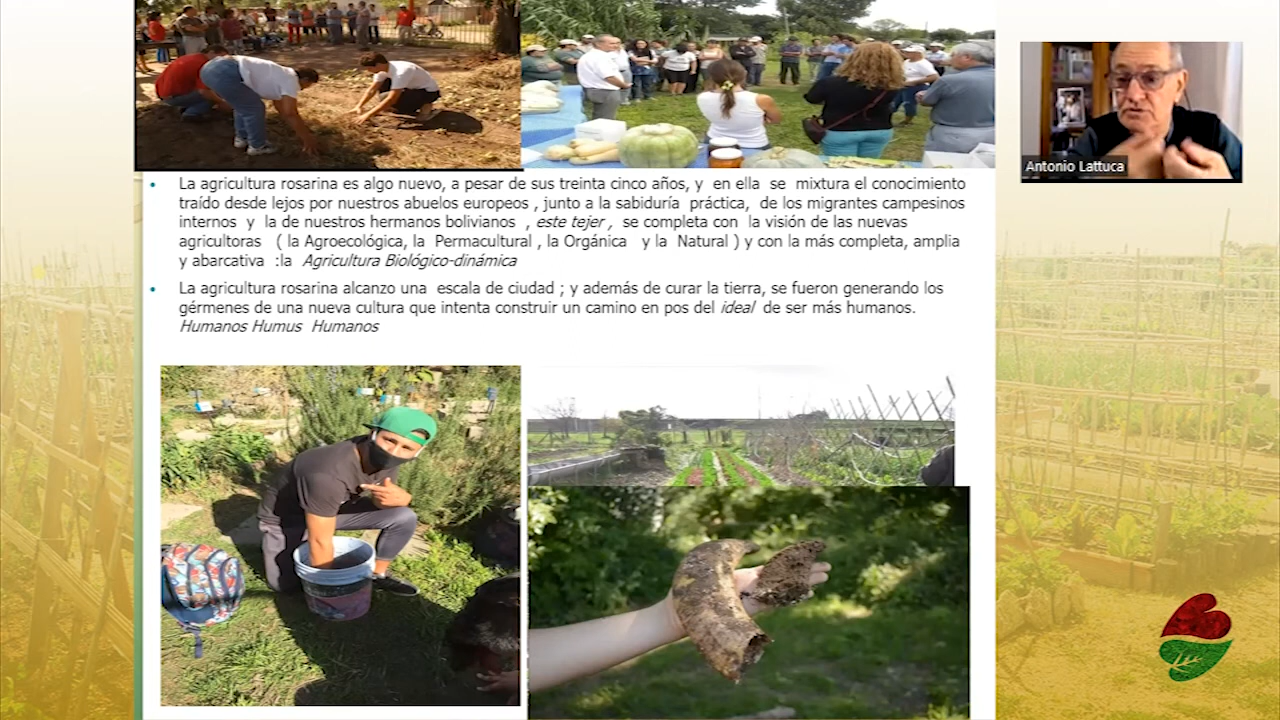 La agricultura rosarina es algo nuevo, a pesar de sus treinta cinco años, y en ella se mixtura el conocimiento
traído desde lejos por nuestros abuelos europeos , junto a la sabiduría práctica, de los migrantes campesinos
internos y la de nuestros hermanos bolivianos , este tejer , se completa con la visión de las nuevas
agricultoras ( la Agroecológica, la Permacultural , la Orgánica y la Natural ) y con la más completa, amplia
y abarcativa :la Agricultura Biológico-dinámica
La agricultura rosarina alcanzo una escala de ciudad ; y además de curar la tierra, se fueron generando los
gérmenes de una nueva cultura que intenta construir un camino en pos del ideal de ser más humanos.
Humanos Humus Humanos
Antonio Lattuca